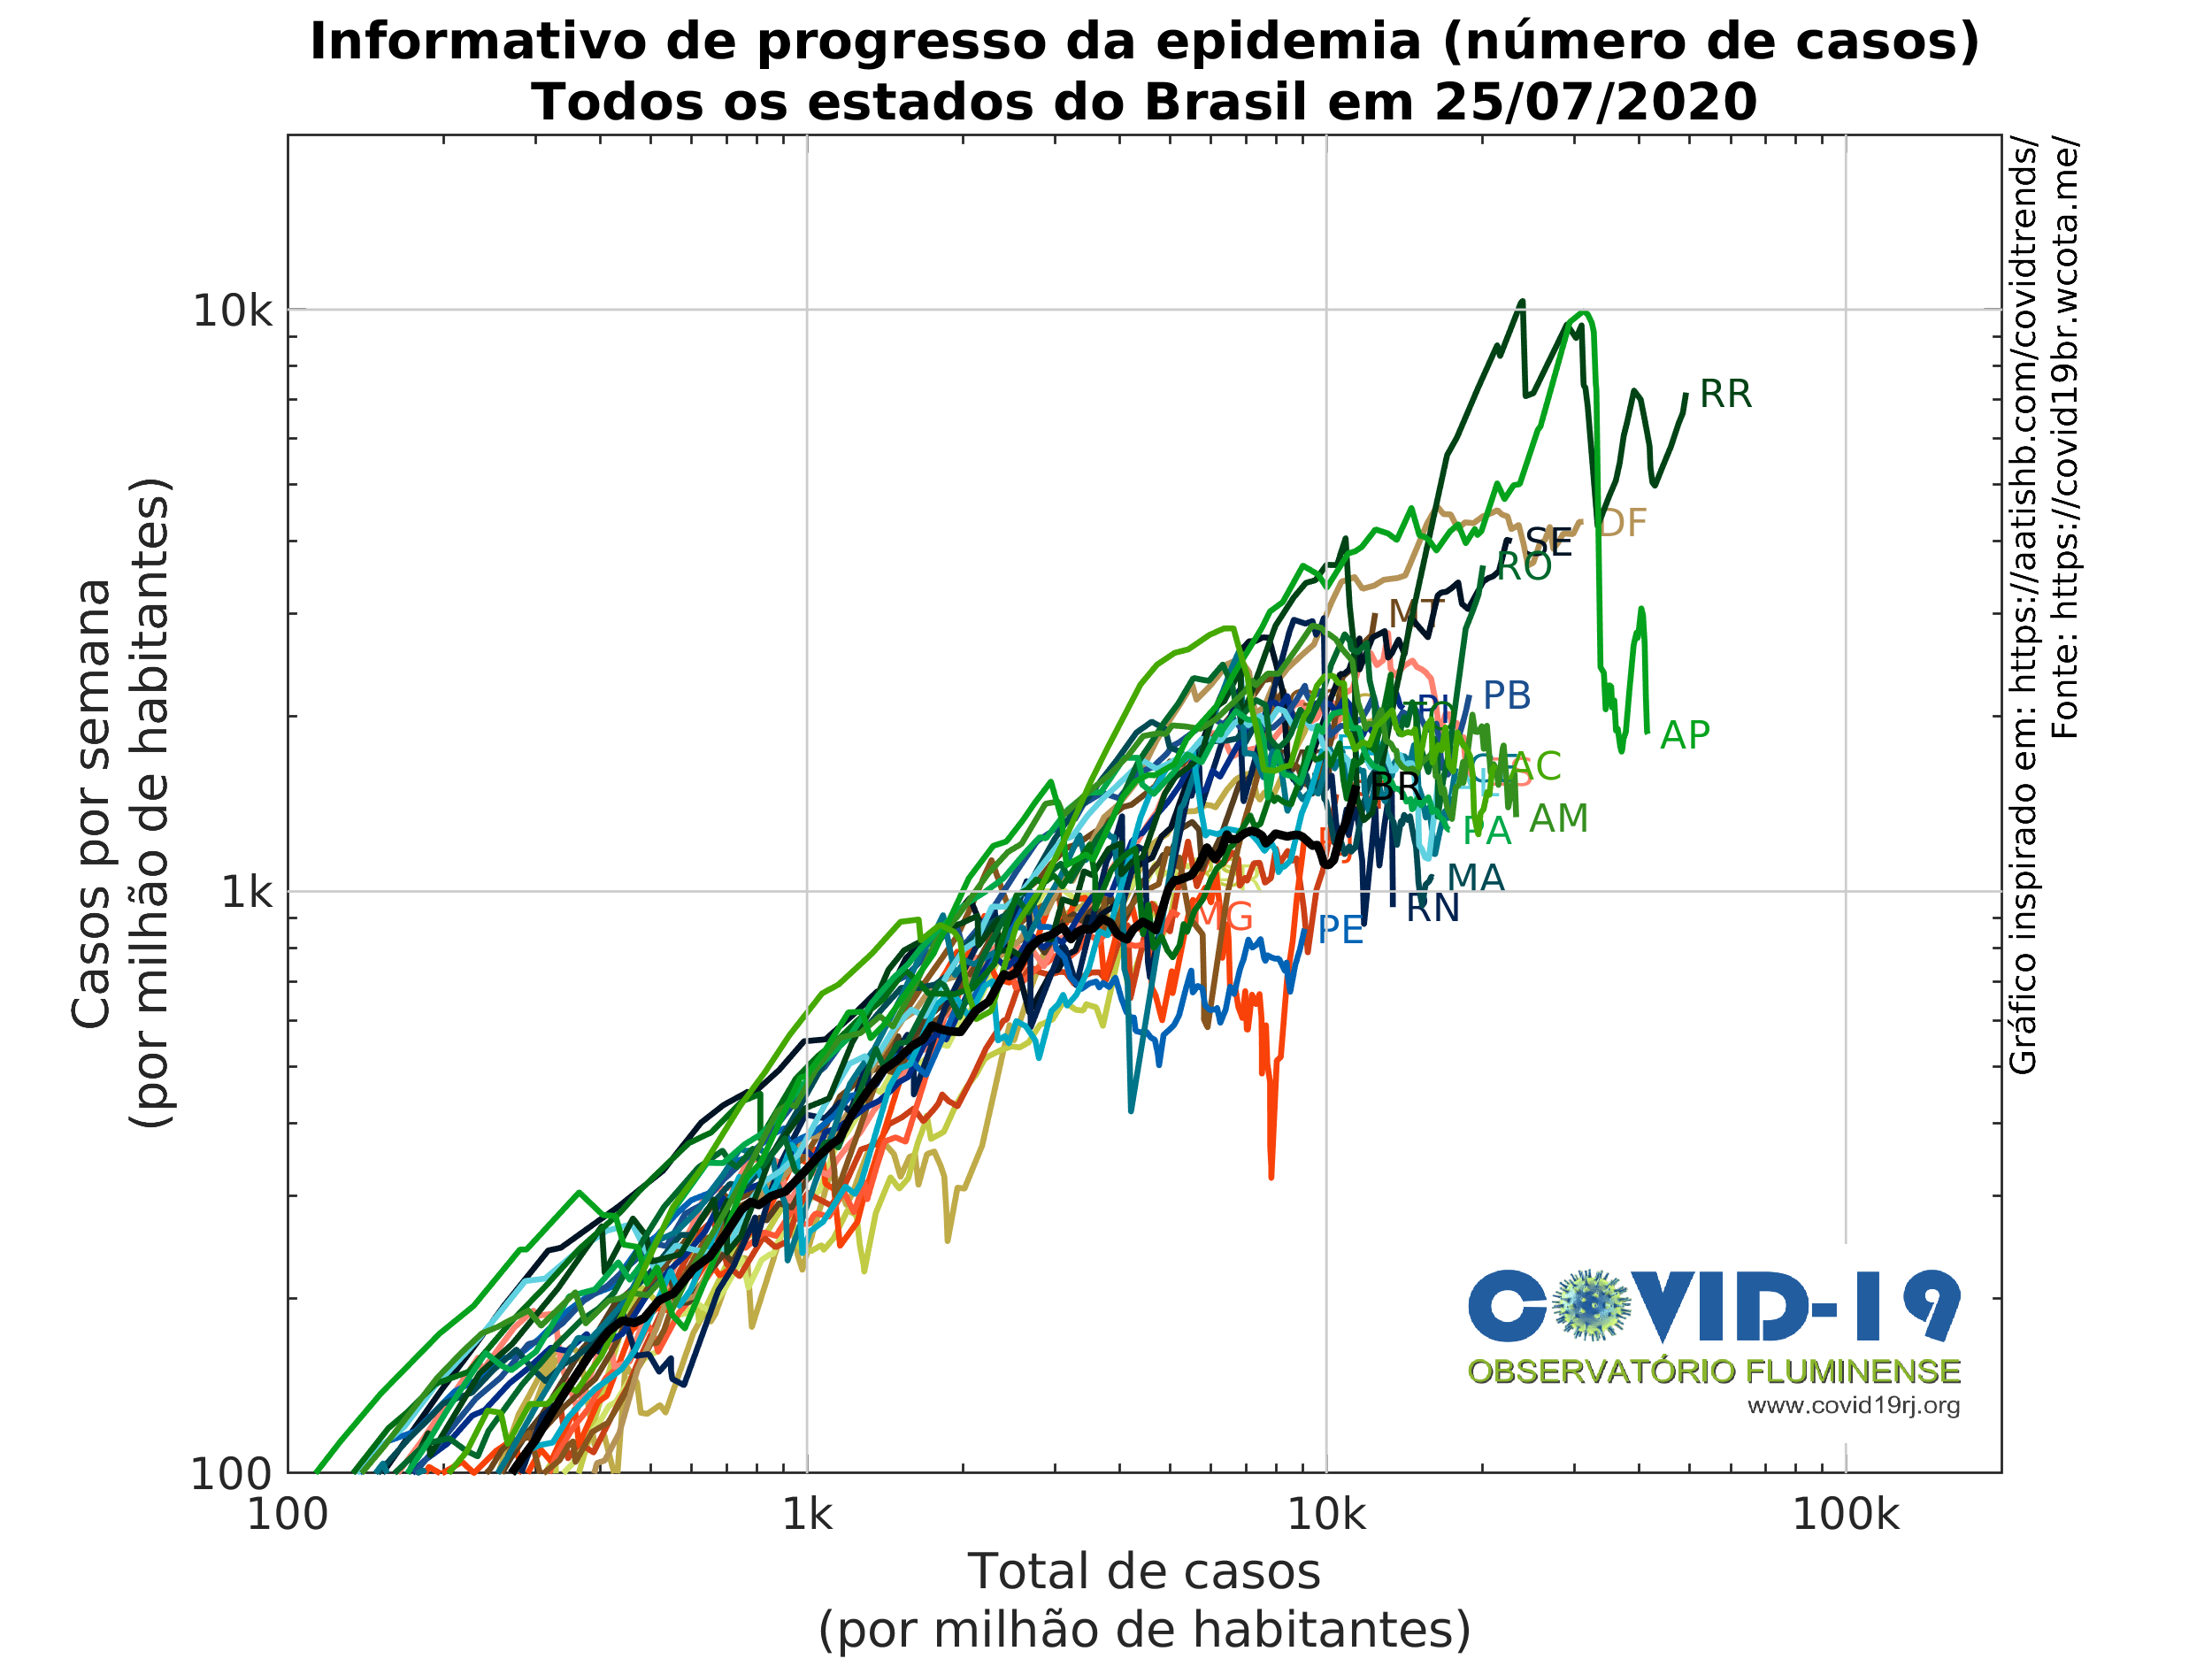 Informativo de progresso da epidemia (número de casos)
Todos os estados do Brasil em 25/07/2020
Casos por semana
(por milhão de habitantes)
10k
1k
100
100
1k
10k
100k
Total de casos
(por milhão de habitantes)
RR
DF
SE
RO
MT
PB
AP
AC
BR
AM
PA
MA
RN
MG
PE
Gráfico inspirado em: https://aatishb.com/covidtrends/
Fonte: https://covid19br.wcota.me/
COVID-19
OBSERVATÓRIO FLUMINENSE
www.covid19rj.org